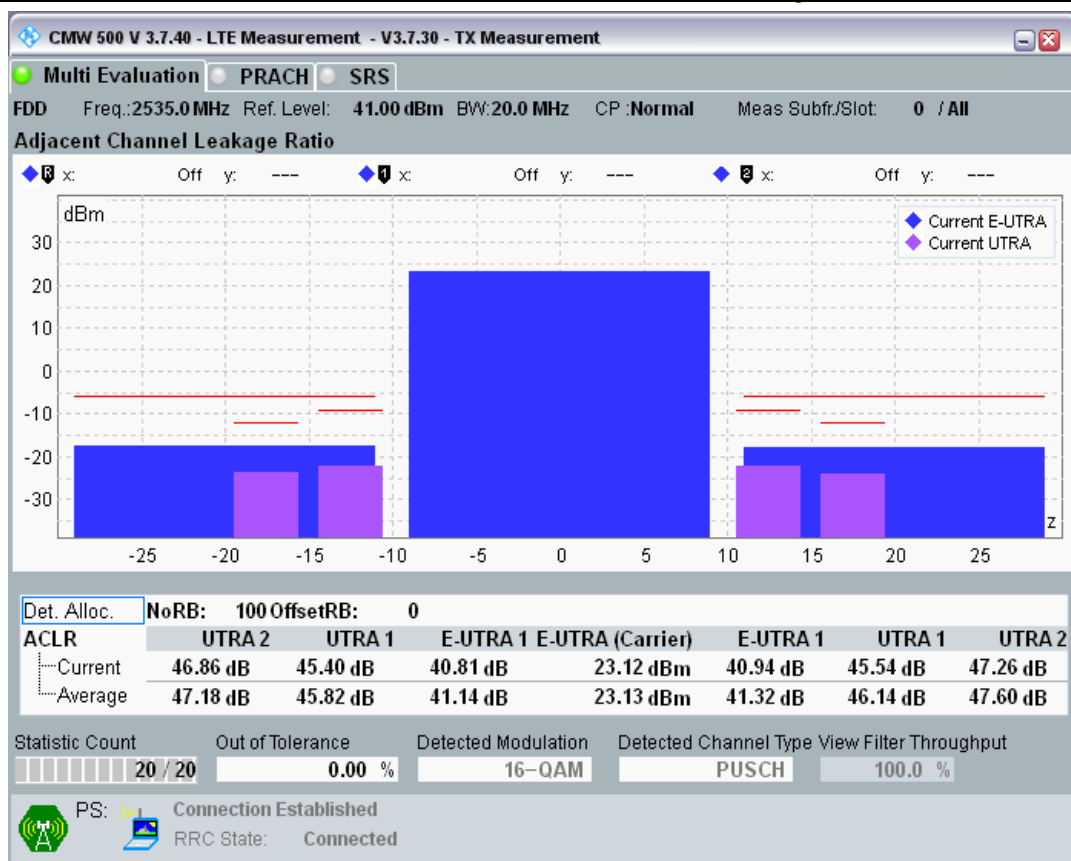 CMW 500 V 3.7.40 - LTE Measurement - V3.7.30 - TX Measurement
Multi Evaluation PRACH SRS
FDD Freg.:2535.0 MHz Ref. Level: 41.00 dBm BW:20.0 MHz CP :Normal Meas Subfr./Slot: 0 / All
Adjacent Channel Leakage Ratio
R x: Off y: --- 1 x: Off y: --- 2 x: Off y: ---
dBm
Current E-UTRA
Current UTRA
30
20
10
0
-10
-20
-30
z
-25 -20 -15 -10 -5 0 5 10 15 20 25
Det. Alloc. NoRB: 100 OffsetRB: 0
ACLR UTRA 2 UTRA 1 E-UTRA 1 E-UTRA (Carrier) E-UTRA 1 UTRA 1 UTRA 2
Current 46.86 dB 45.40 dB 40.81 dB 23.12 dBm 40.94 dB 45.54 dB 47.26 dB
Average 47.18 dB 45.82 dB 41.14 dB 23.13 dBm 41.32 dB 46.14 dB 47.60 dB
Statistic Count Out of Tolerance Detected Modulation Detected Channel Type View Filter Throughput
20 / 20 0.00 % 16-QAM PUSCH 100.0 %
PS: Connection Established
RRC State: Connected